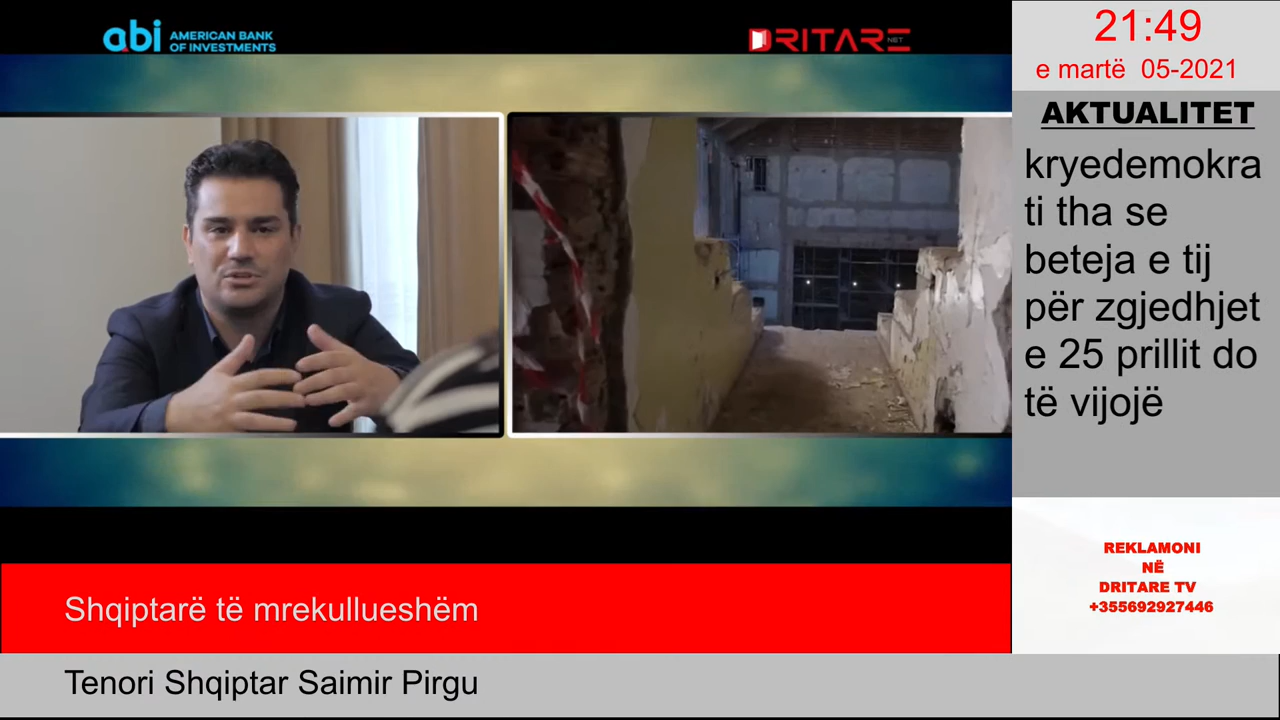 abi AMERICAN BANK
OF INVESTMENTS
DRITARE.NET
21:49
e martë 05-2021
AKTUALITET
kryedemokra
ti tha se
beteja e tij
për zgjedhjet
e 25 prillit do
të vijojë
REKLAMONI
NË
DRITARE TV
+355692927446
Shqiptarë të mrekullueshëm
Tenori Shqiptar Saimir Pirgu